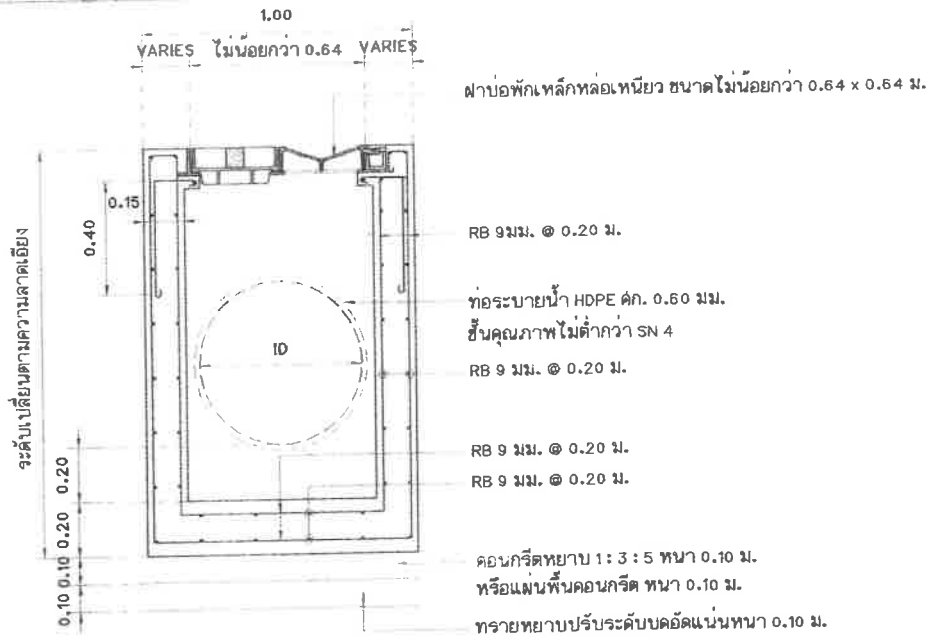 1.00
VARIES ไม่น้อยกว่า 0.64 VARIES
ฝาบ่อพักเหล็กหล่อเหนียว ขนาดไม่น้อยกว่า 0.64 x 0.64 ม.
0.15
0.40
RB 9มม. @ 0.20 ม.
ระดับเปลี่ยนตามความลาดเอียง
ท่อระบายน้ำ HDPE ศก. 0.60 มม.
ชั้นคุณภาพไม่ต่ำกว่า SN 4
ID
RB 9 มม. @ 0.20 ม.
RB 9 มม. @ 0.20 ม.
0.20
RB 9 มม. @ 0.20 ม.
0.20
คอนกรีตหยาบ 1 : 3 : 5 หนา 0.10 ม.
0.10
หรือแผ่นพื้นคอนกรีต หนา 0.10 ม.
0.10
ทรายหยาบปรับระดับบดอัดแน่นหนา 0.10 ม.